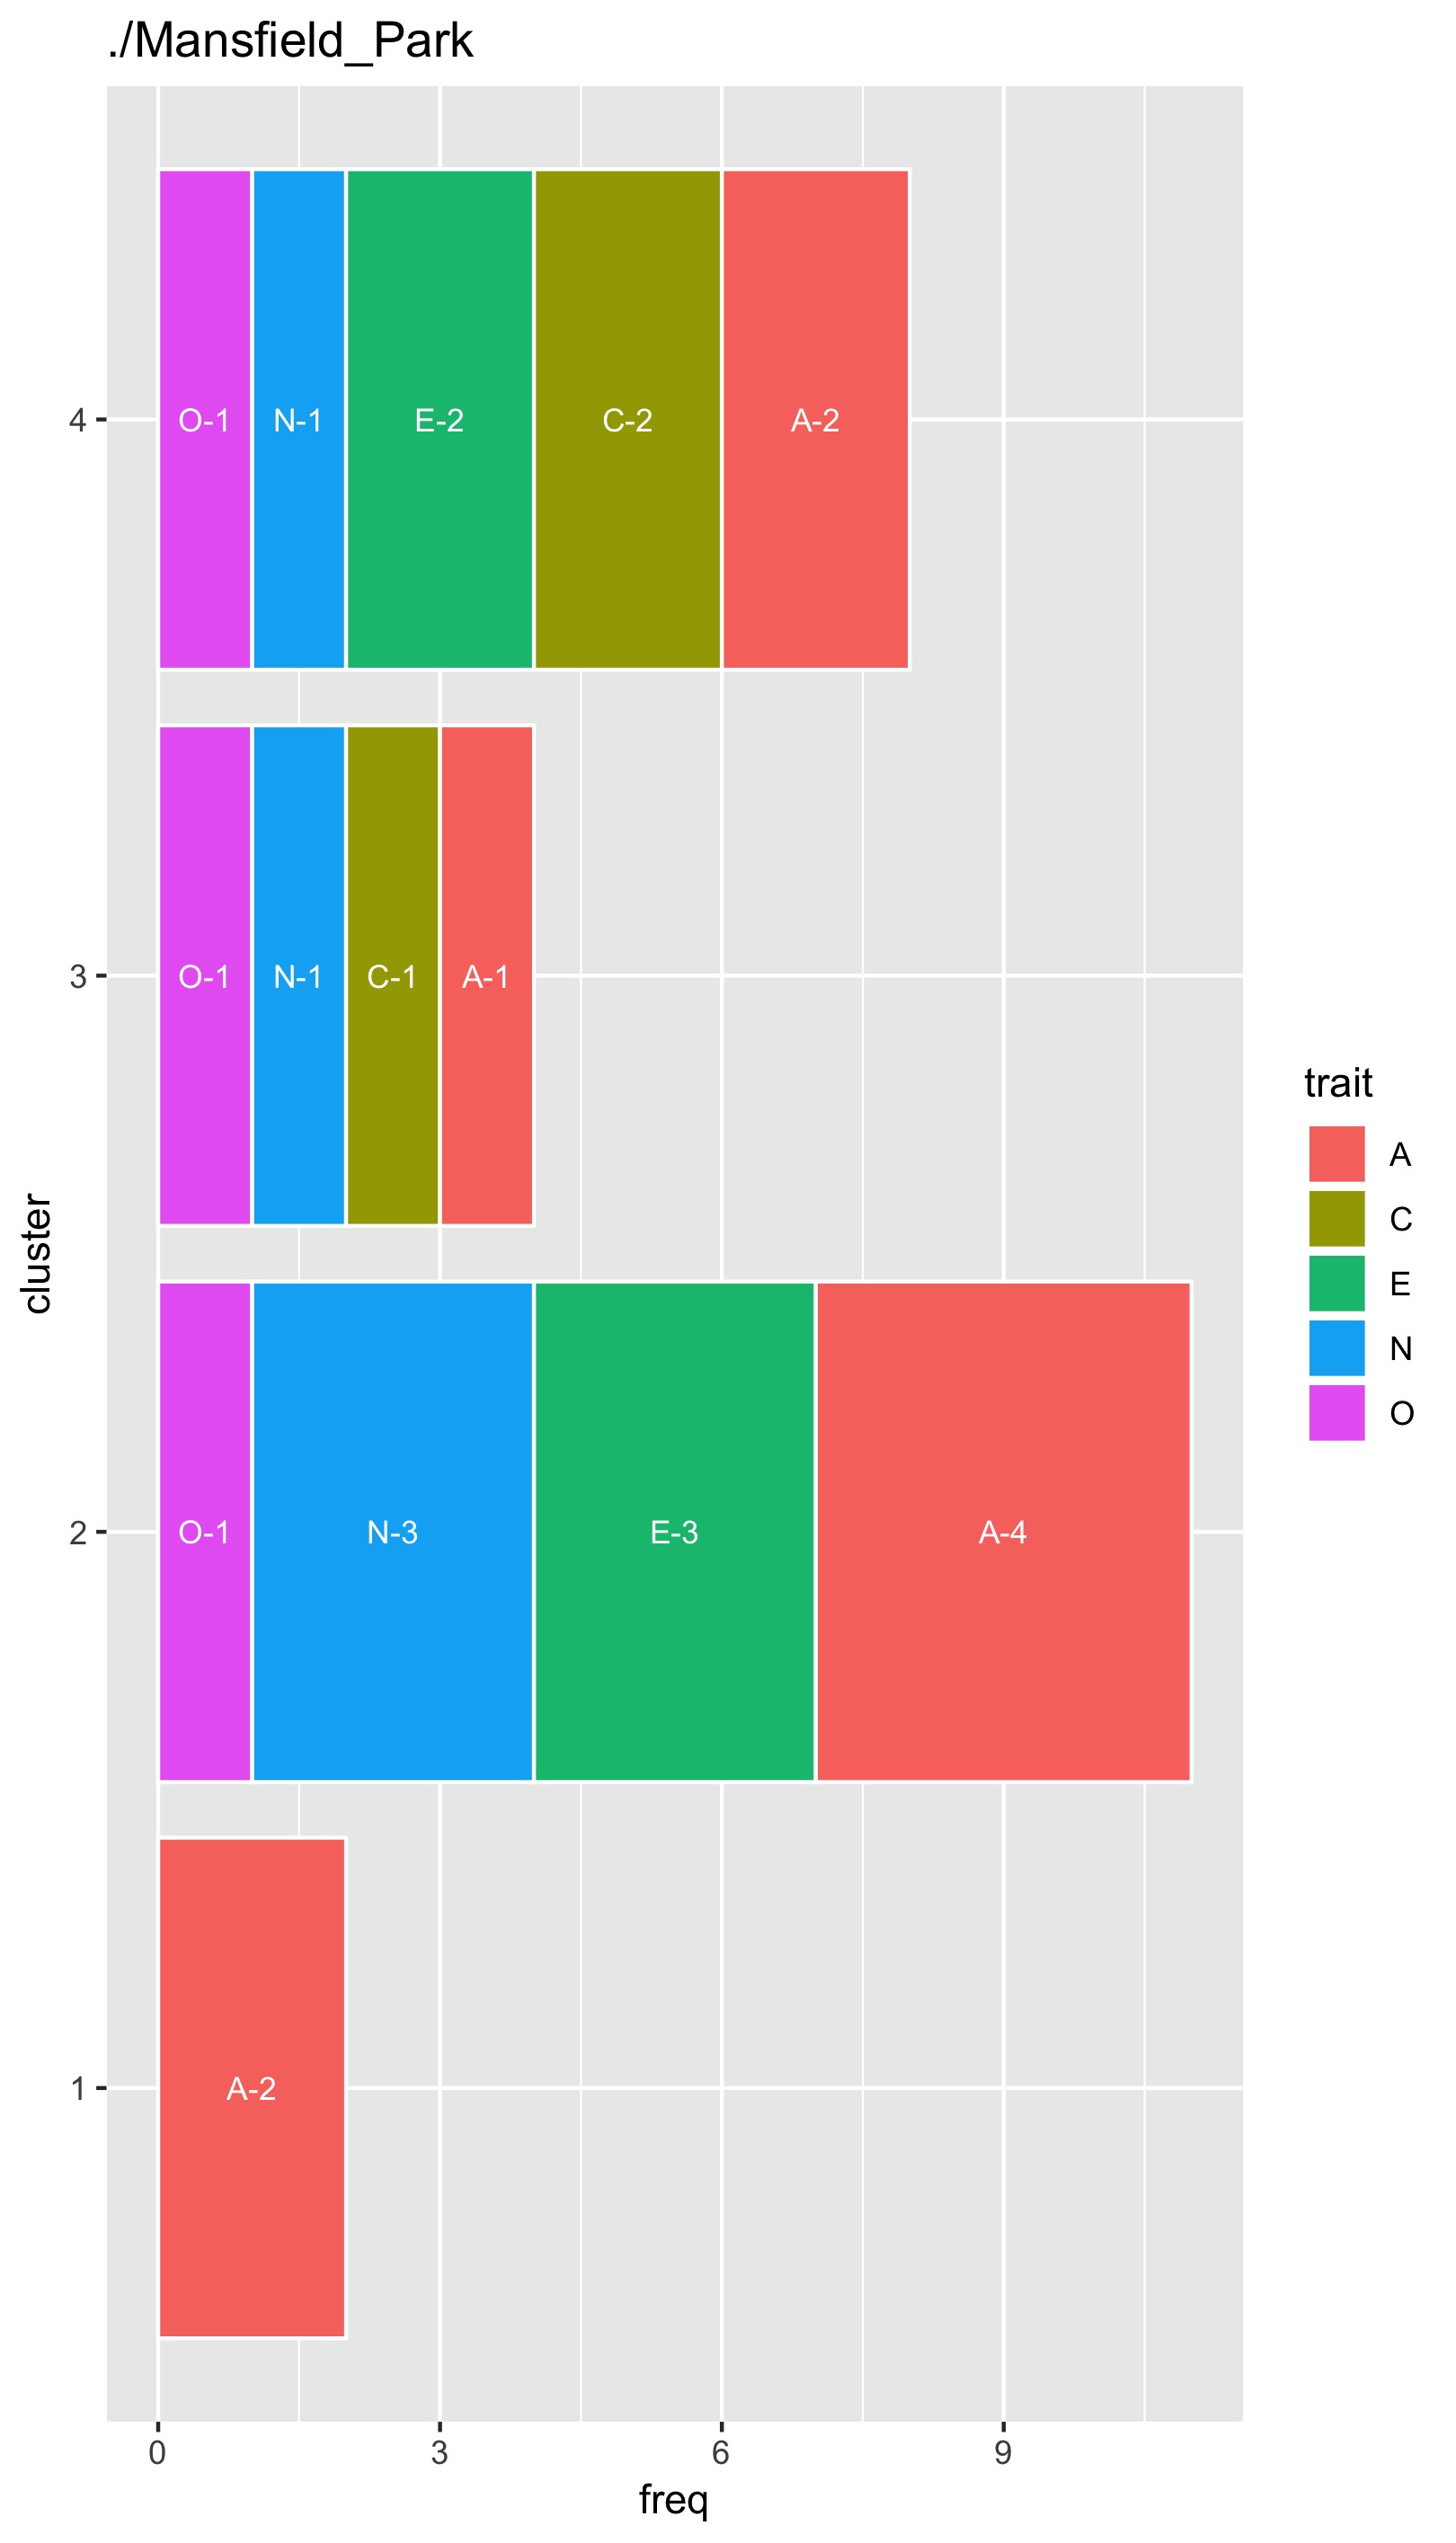 ./Mansfield_Park
4
O-1 N-1 E-2 C-2 A-2
3
O-1 N-1 C-1 A-1
2
O-1 N-3 E-3 A-4
1
A-2
cluster
0 3 6 9
freq
trait
A
C
E
N
O